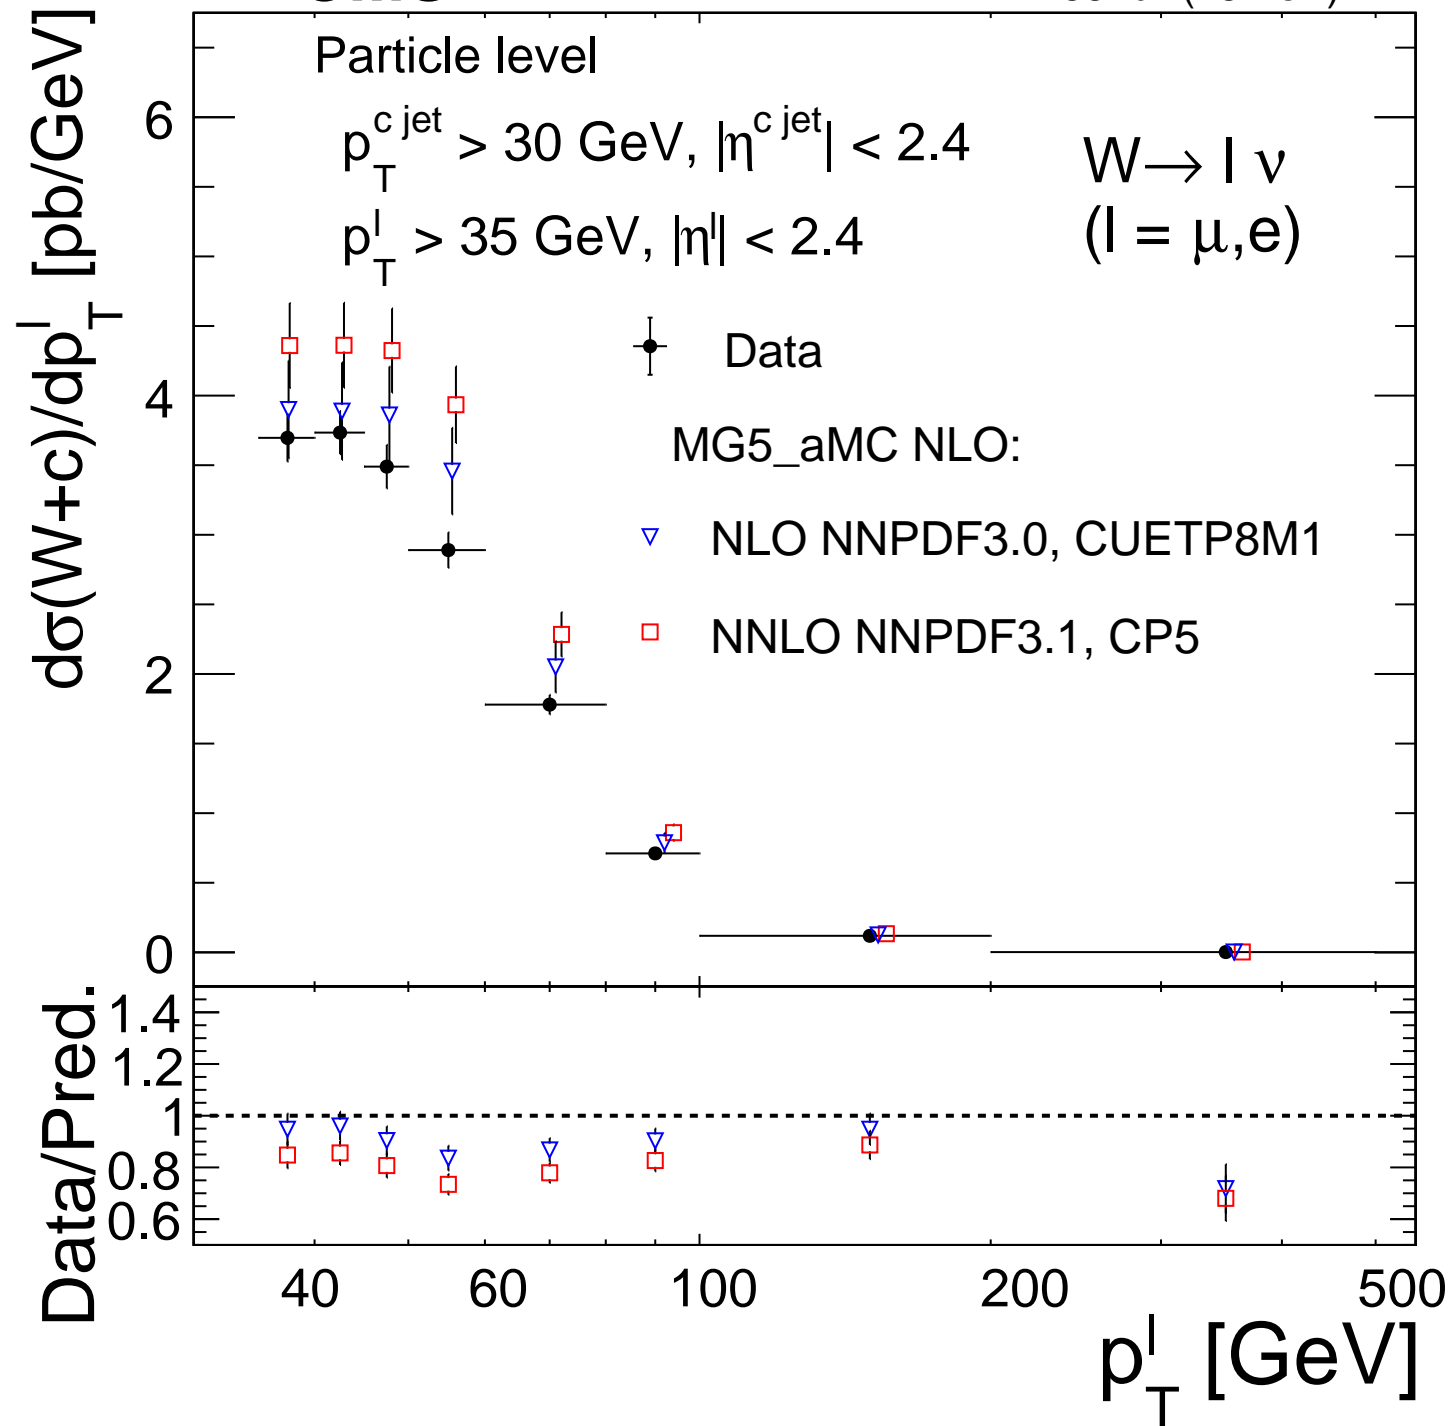 Particle level
p_T^{c jet} > 30 GeV, |η^{c jet}| < 2.4
p_T^l > 35 GeV, |η^l| < 2.4
W→ l ν
(l = μ,e)
Data
MG5_aMC NLO:
NLO NNPDF3.0, CUETP8M1
NNLO NNPDF3.1, CP5
dσ(W+c)/dp_T^l [pb/GeV]
6
4
2
0
Data/Pred.
1.4
1.2
1
0.8
0.6
40 60 100 200 500
p_T^l [GeV]